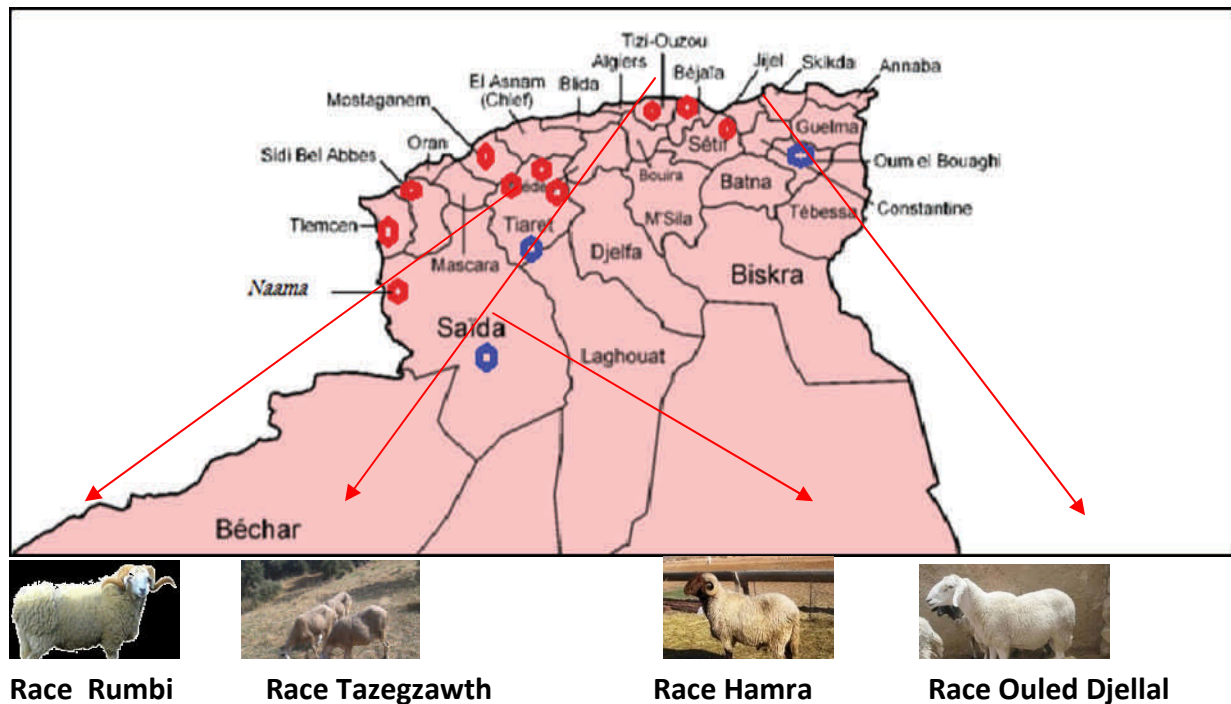 Tizi-Ouzou
Algiers
Béjaïa
Jijel
Skikda
Annaba
El Asnam
(Chief)
Blida
Mostaganem
Oran
Sidi Bel Abbes
Guelma
Sétif
Oum el Bouaghi
Bouira
Batna
Constantine
Tlemcen
Tiaret
M'Sila
Tébessa
Mascara
Djelfa
Biskra
Naama
Saïda
Laghouat
Béchar
Race Rumbi
Race Tazegzawth
Race Hamra
Race Ouled Djellal